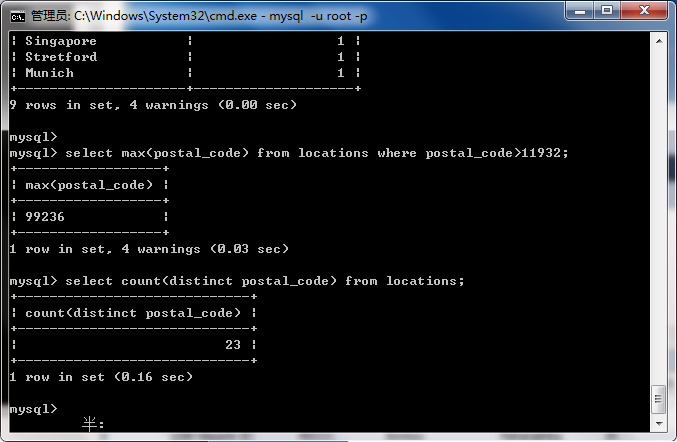 管理员: C:\Windows\System32\cmd.exe - mysql  -u root -p
| Singapore           |                 1 |
| Stretford           |                 1 |
| Munich              |                 1 |
+---------------------+-------------------+
9 rows in set, 4 warnings (0.00 sec)
mysql>
mysql> select max(postal_code) from locations where postal_code>11932;
+------------------+
| max(postal_code) |
+------------------+
| 99236            |
+------------------+
1 row in set, 4 warnings (0.03 sec)
mysql> select count(distinct postal_code) from locations;
+-----------------------------+
| count(distinct postal_code) |
+-----------------------------+
|                          23 |
+-----------------------------+
1 row in set (0.16 sec)
mysql>
半: